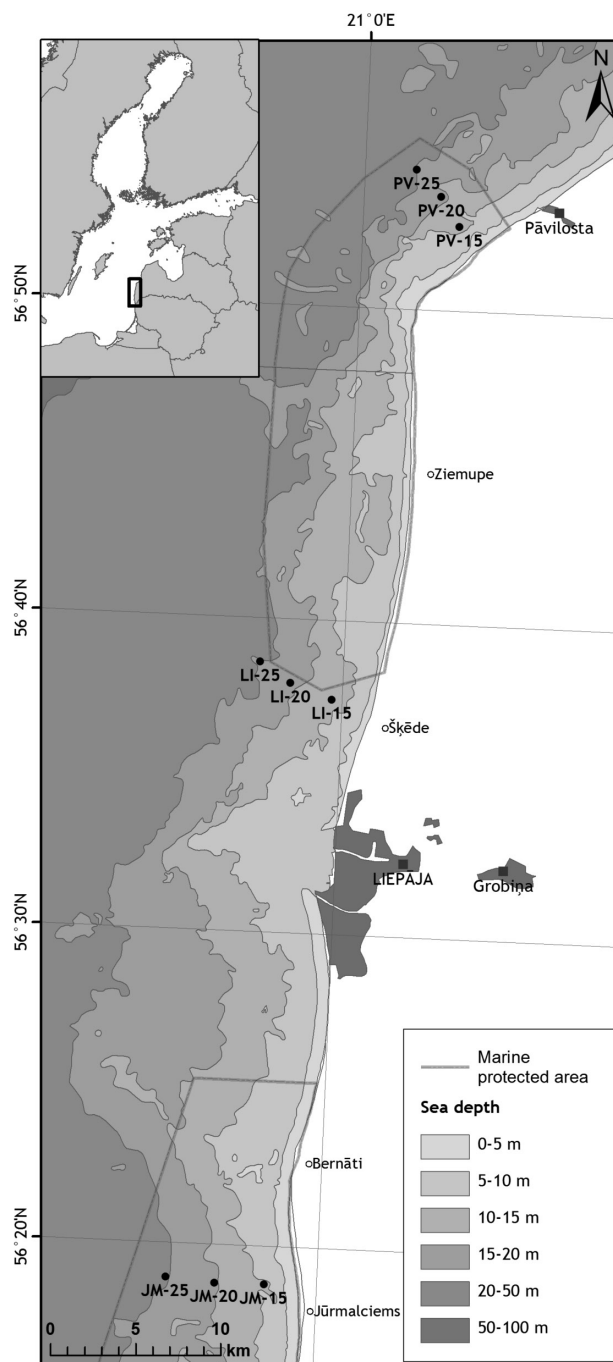 21°0'E
N
PV-25
PV-20
PV-15
Pāvilosta
56°50'N
Ziemupe
56°40'N
LI-25
LI-20
LI-15
Šķēde
LIEPĀJA
Grobiņa
56°30'N
Marine
protected area
Sea depth
0-5 m
5-10 m
10-15 m
15-20 m
20-50 m
50-100 m
Bernāti
56°20'N
JM-25
JM-20
JM-15
Jūrmalciems
0 5 10
km